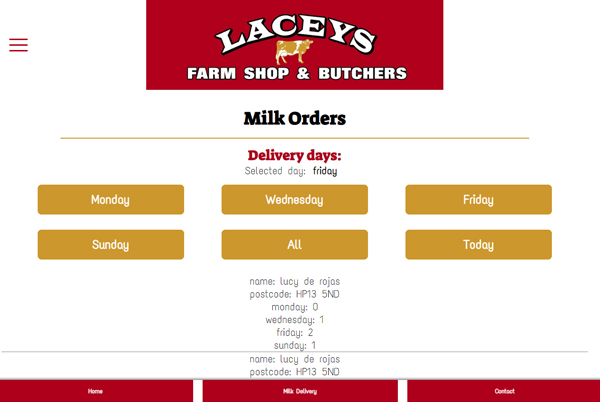 LACEYS
FARM SHOP & BUTCHERS
Milk Orders
Delivery days:
Selected day: friday
Monday
Wednesday
Friday
Sunday
All
Today
name: lucy de rojas
postcode: HP13 5ND
monday: 0
wednesday: 1
friday: 2
sunday: 1
name: lucy de rojas
postcode: HP13 5ND
Home
Milk Delivery
Contact